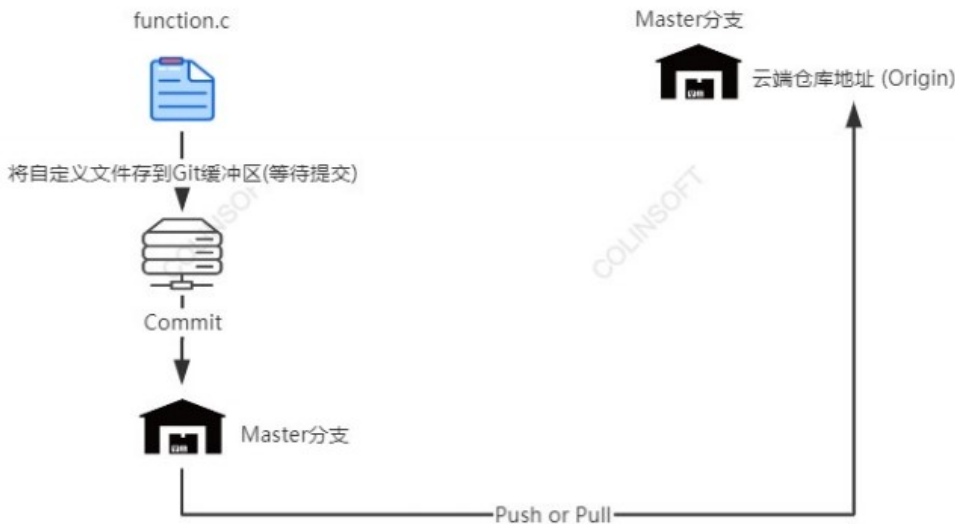 function.c
Master分支
云端仓库地址 (Origin)
将自定义文件存到Git缓冲区(等待提交)
COLINSOFT
COLINSOFT
Commit
Master分支
Push or Pull